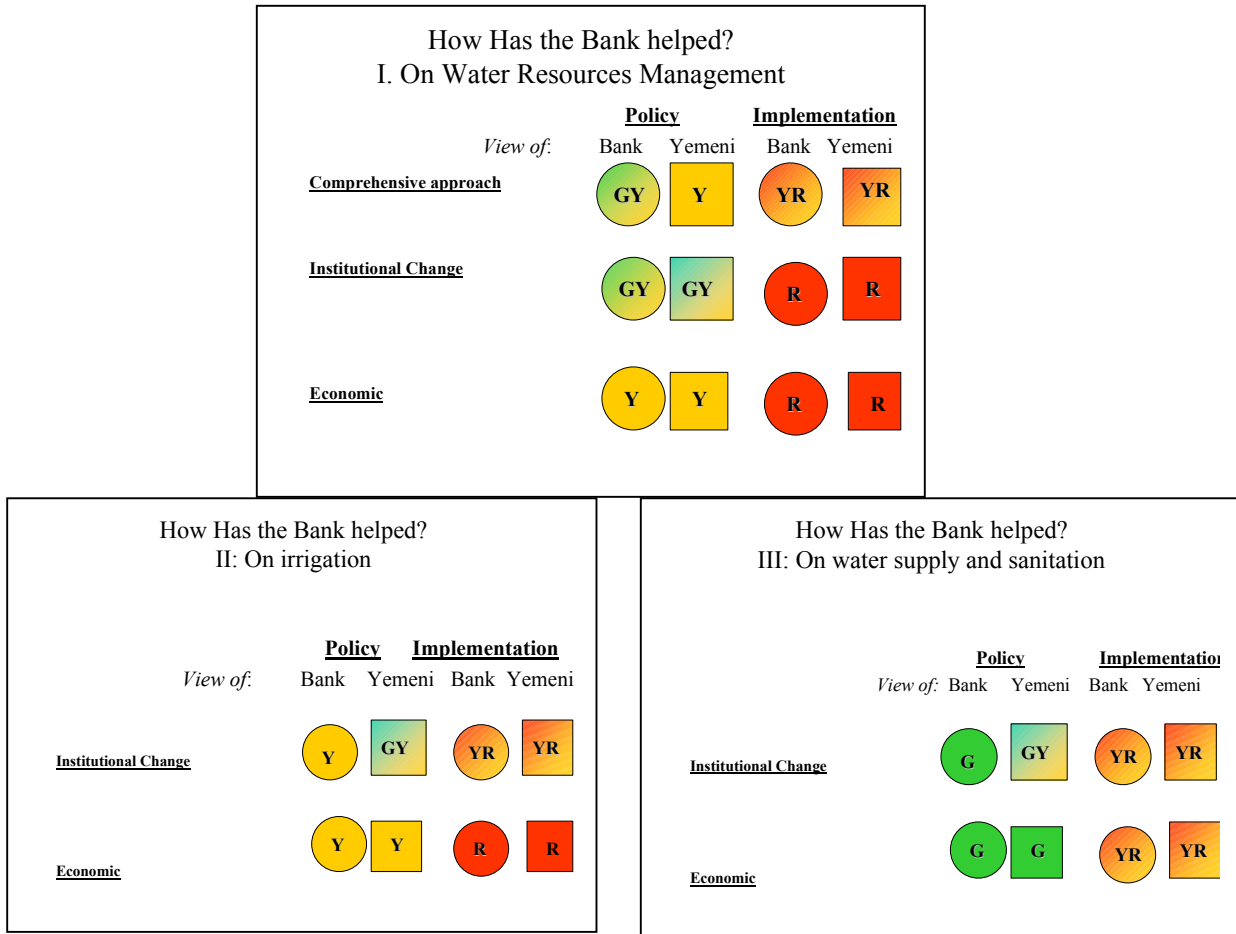 How Has the Bank helped?
I. On Water Resources Management
Policy Implementation
View of: Bank Yemeni Bank Yemeni
Comprehensive approach GY Y YR YR
Institutional Change GY GY R R
Economic Y Y R R
How Has the Bank helped?
II: On irrigation
Policy Implementation
View of: Bank Yemeni Bank Yemeni
Institutional Change Y GY YR YR
Economic Y Y R R
How Has the Bank helped?
III: On water supply and sanitation
Policy Implementation
View of: Bank Yemeni Bank Yemeni
Institutional Change G GY YR YR
Economic G G YR YR